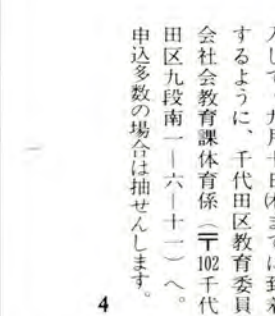 入して、九月十日(木)までに到着
するように、千代田区教育委員
会社会教育課体育係(〒102千代
田区九段南一―六―十一)へ。
申込多数の場合は抽せんします。
4